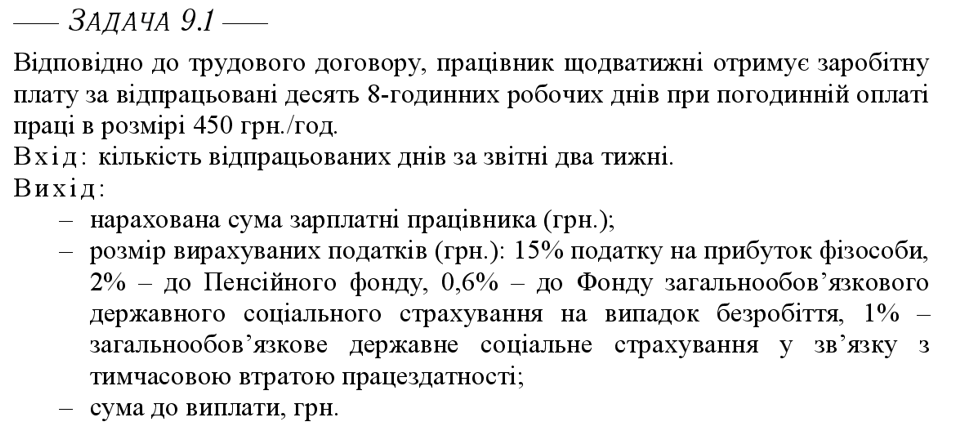 Задача 9.1
Відповідно до трудового договору, працівник щодватижні отримує заробітну
плату за відпрацьовані десять 8-годинних робочих днів при погодинній оплаті
праці в розмірі 450 грн./год.
Вхід: кількість відпрацьованих днів за звітні два тижні.
Вихід:
– нарахована сума зарплатні працівника (грн.);
– розмір вирахуваних податків (грн.): 15% податку на прибуток фізособи,
2% – до Пенсійного фонду, 0,6% – до Фонду загальнообов’язкового
державного соціального страхування на випадок безробіття, 1% –
загальнообов’язкове державне соціальне страхування у зв’язку з
тимчасовою втратою працездатності;
– сума до виплати, грн.